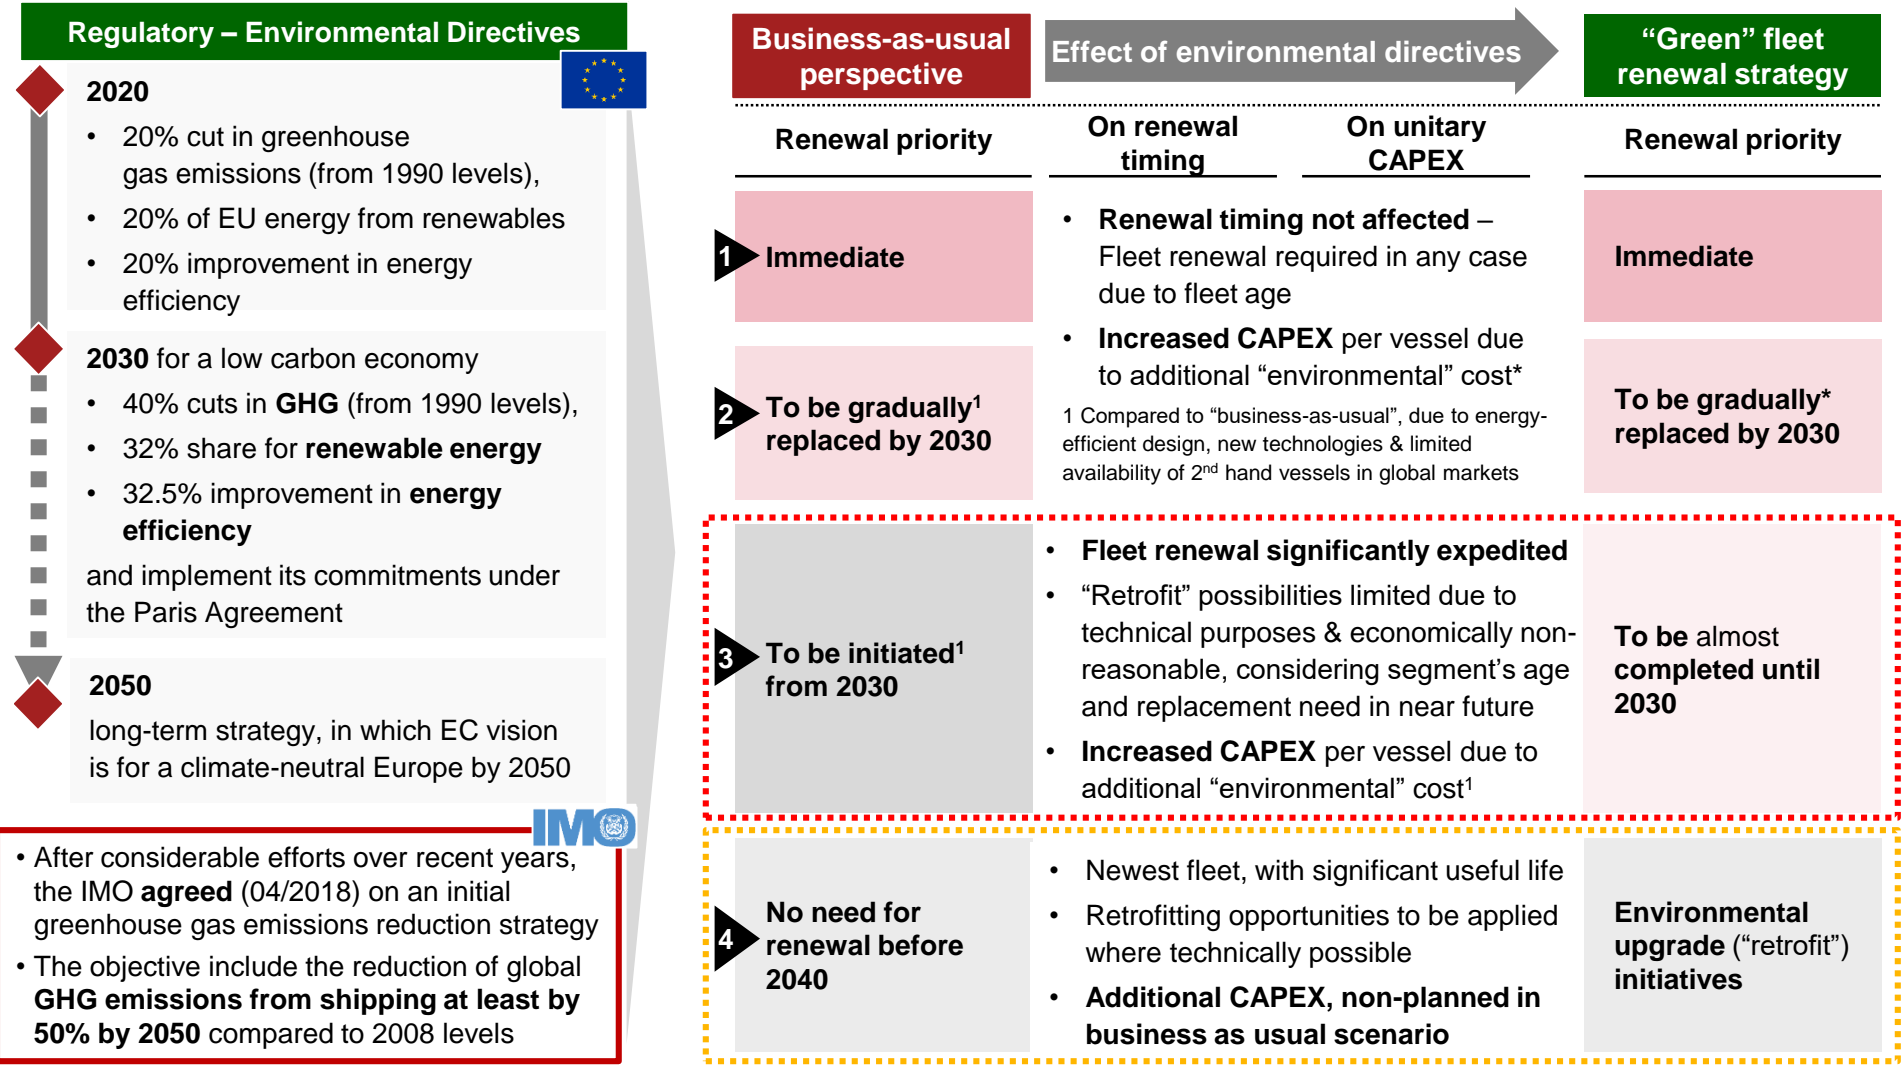 Regulatory – Environmental Directives
2020
• 20% cut in greenhouse
gas emissions (from 1990 levels),
• 20% of EU energy from renewables
• 20% improvement in energy
efficiency
2030 for a low carbon economy
• 40% cuts in GHG (from 1990 levels),
• 32% share for renewable energy
• 32.5% improvement in energy
efficiency
and implement its commitments under
the Paris Agreement
2050
long-term strategy, in which EC vision
is for a climate-neutral Europe by 2050
IMO
• After considerable efforts over recent years,
the IMO agreed (04/2018) on an initial
greenhouse gas emissions reduction strategy
• The objective include the reduction of global
GHG emissions from shipping at least by
50% by 2050 compared to 2008 levels
Business-as-usual
perspective
Effect of environmental directives
“Green” fleet
renewal strategy
Renewal priority
On renewal
timing
On unitary
CAPEX
Renewal priority
1
Immediate
• Renewal timing not affected –
Fleet renewal required in any case
due to fleet age
• Increased CAPEX per vessel due
to additional “environmental” cost*
1 Compared to “business-as-usual”, due to energy-
efficient design, new technologies & limited
availability of 2nd hand vessels in global markets
Immediate
2
To be gradually1
replaced by 2030
To be gradually*
replaced by 2030
3
To be initiated1
from 2030
• Fleet renewal significantly expedited
• “Retrofit” possibilities limited due to
technical purposes & economically non-
reasonable, considering segment’s age
and replacement need in near future
• Increased CAPEX per vessel due to
additional “environmental” cost1
To be almost
completed until
2030
4
No need for
renewal before
2040
• Newest fleet, with significant useful life
• Retrofitting opportunities to be applied
where technically possible
• Additional CAPEX, non-planned in
business as usual scenario
Environmental
upgrade (“retrofit”)
initiatives